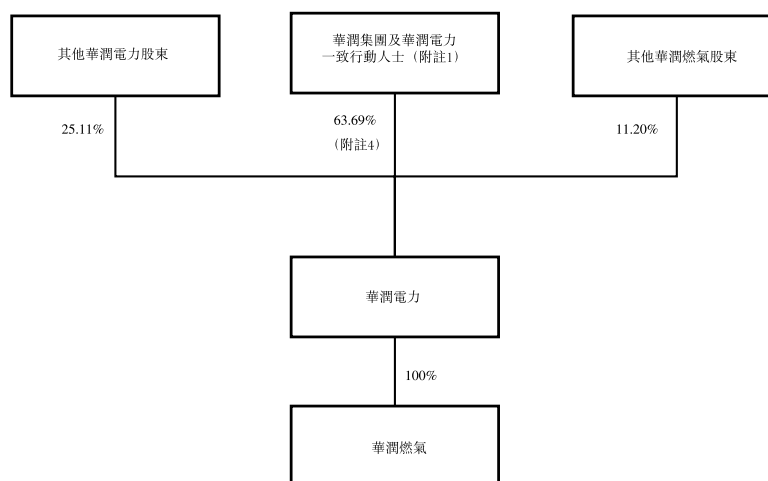 其他華潤電力股東
華潤集團及華潤電力
一致行動人士（附註1）
其他華潤燃氣股東
25.11%
63.69%
（附註4）
11.20%
華潤電力
100%
華潤燃氣